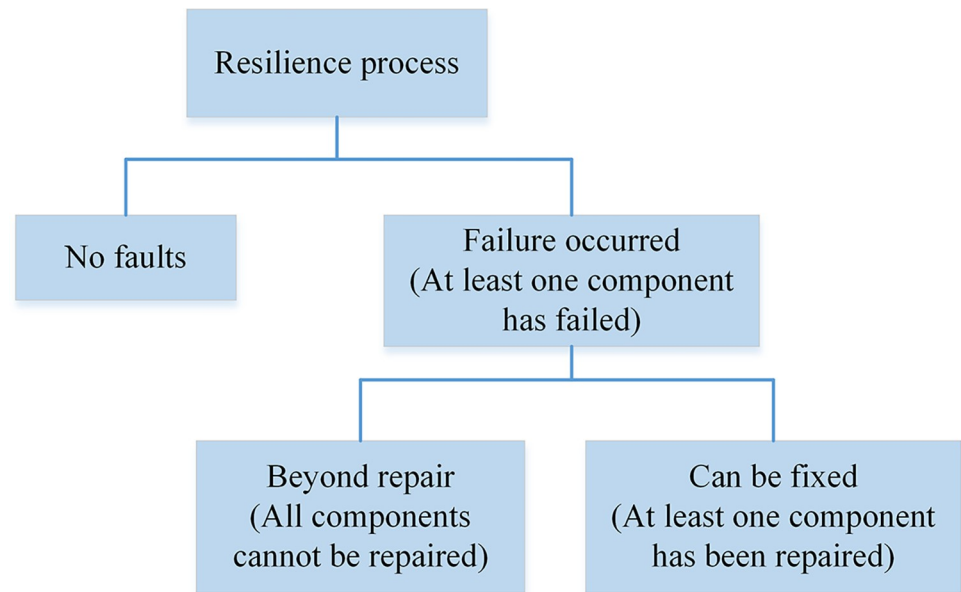 Resilience process
No faults
Failure occurred
(At least one component
has failed)
Beyond repair
(All components
cannot be repaired)
Can be fixed
(At least one component
has been repaired)